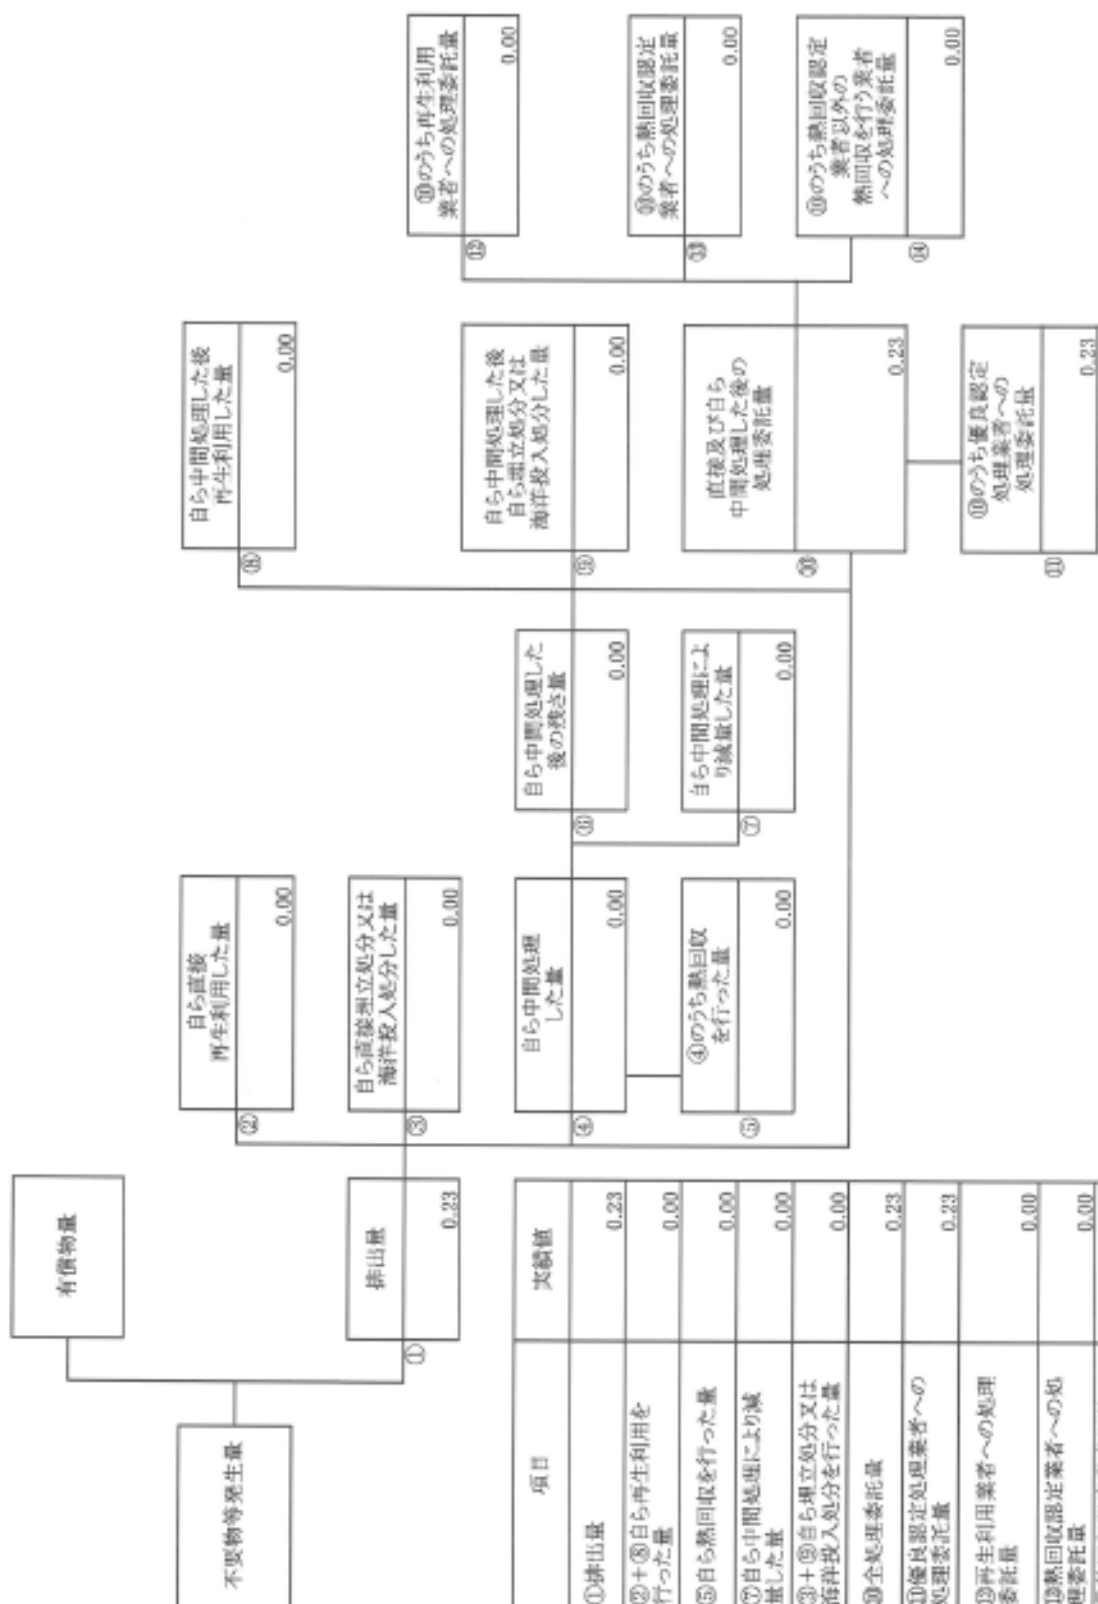 不要物等発生量
有償物量
排出量
①
0.23
自ら直接
再生利用した量
②
0.00
自ら直接埋立処分又は
海洋投入処分した量
③
0.00
自ら中間処理
した量
④
0.00
④のうち熱回収
を行った量
⑤
0.00
自ら中間処理した
後の残さ量
⑥
0.00
自ら中間処理によ
り減量した量
⑦
0.00
自ら中間処理した後
再生利用した量
⑧
0.00
自ら中間処理した後
自ら埋立処分又は
海洋投入処分した量
⑨
0.00
直接及び自ら
中間処理した後の
処理委託量
⑩
0.23
⑩のうち優良認定
処理業者への
処理委託量
⑪
0.23
⑩のうち再生利用
業者への処理委託量
⑫
0.00
⑩のうち熱回収認定
業者への処理委託量
⑬
0.00
⑩のうち熱回収認定
業者以外の
熱回収を行う業者
への処理委託量
⑭
0.00
項目 実績値
①排出量 0.23
②+⑧自ら再生利用を
行った量 0.00
⑤自ら熱回収を行った量 0.00
⑦自ら中間処理により減
量した量 0.00
③+⑨自ら埋立処分又は
海洋投入処分を行った量 0.00
⑩全処理委託量 0.23
⑪優良認定処理業者への
処理委託量 0.23
再生利用業者への処理
委託量 0.00
熱回収認定業者への処
理委託量 0.00